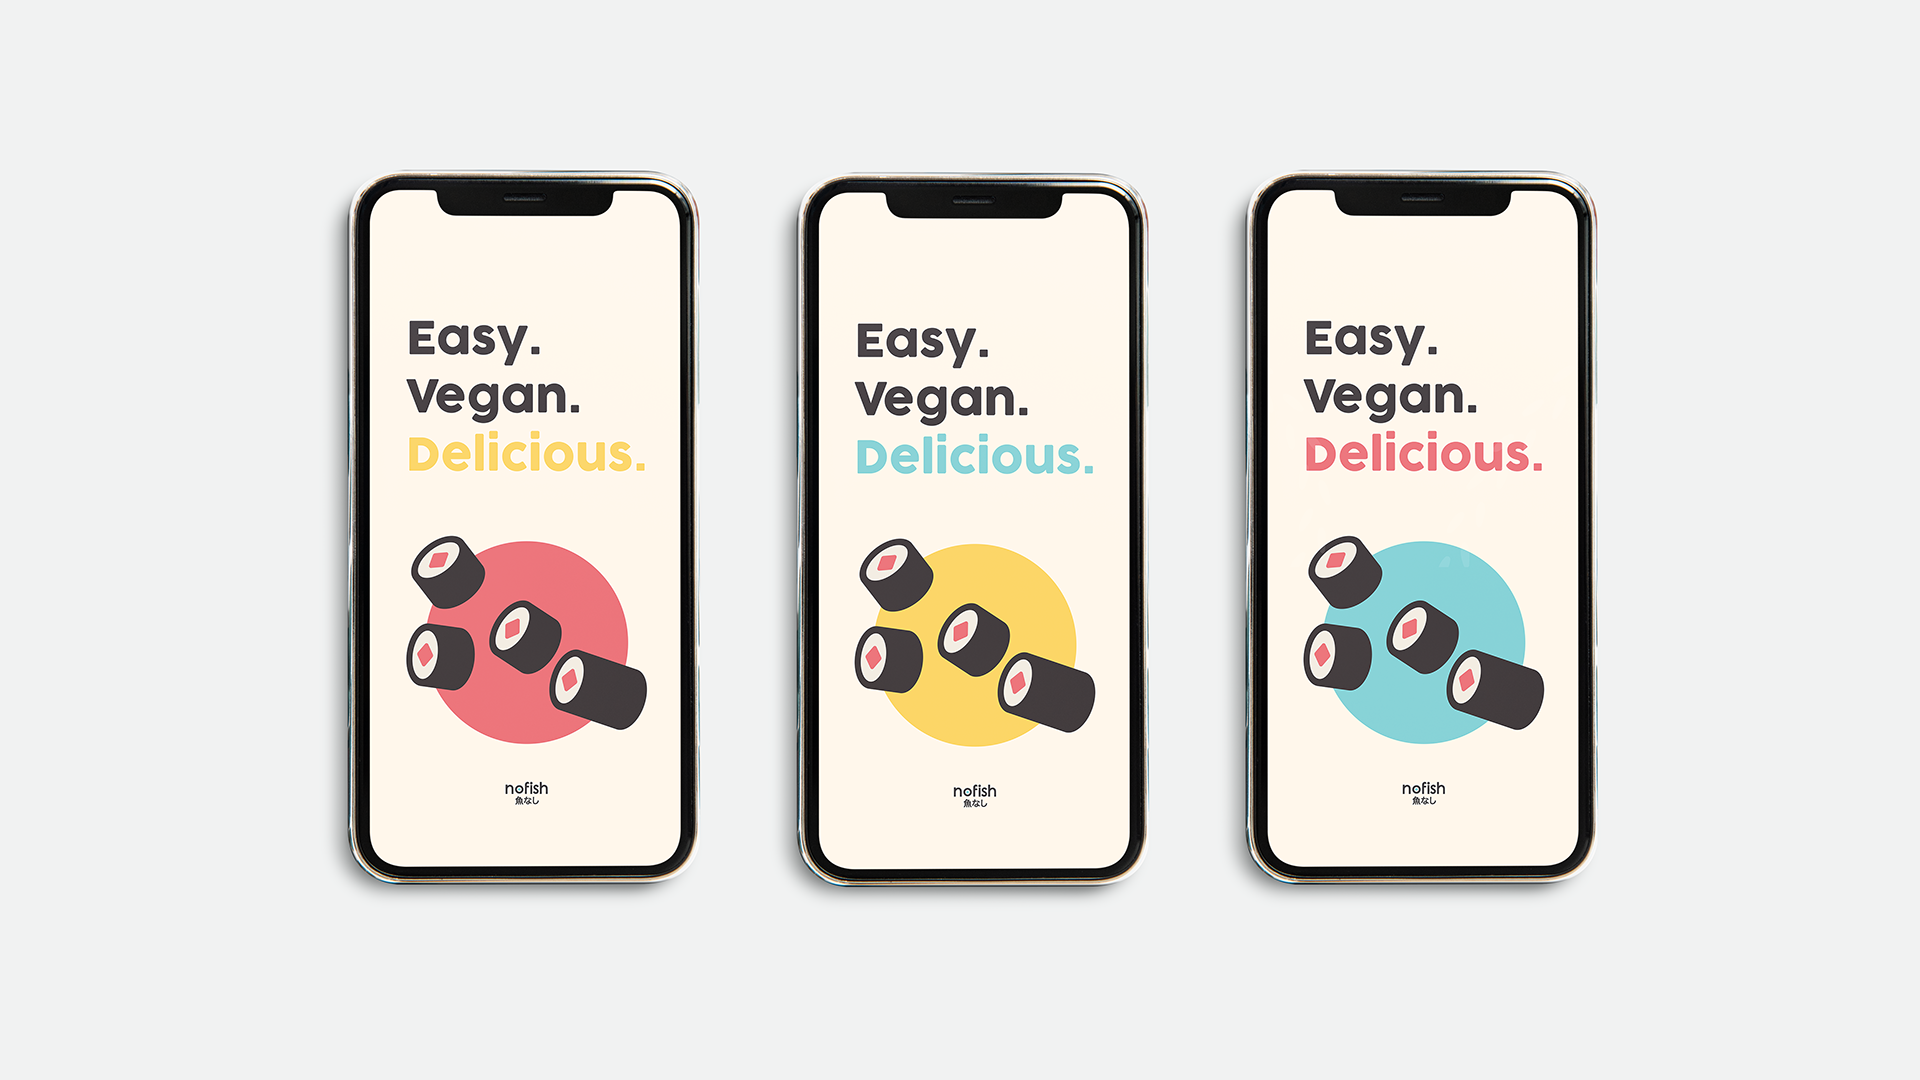 Easy.
Vegan.
Delicious.
nofish
魚なし
Easy.
Vegan.
Delicious.
nofish
魚なし
Easy.
Vegan.
Delicious.
nofish
魚なし